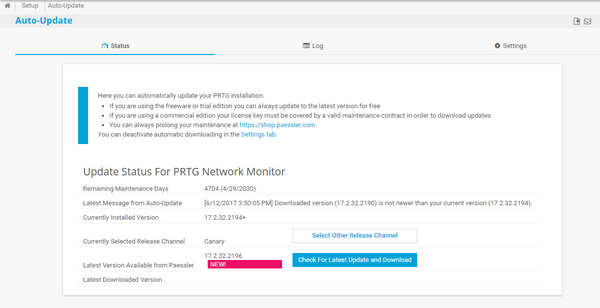 Setup Auto-Update
Auto-Update
Status Log Settings
Here you can automatically update your PRTG installation.
• If you are using the freeware or trial edition you can always update to the latest version for free
• If you are using a commercial edition your license key must be covered by a valid maintenance contract in order to download updates.
• You can always prolong your maintenance at https://shop.paessler.com
You can deactivate automatic downloading in the Settings tab.
Update Status For PRTG Network Monitor
Remaining Maintenance Days 4704 (4/29/2030)
Latest Message from Auto-Update [6/12/2017 3:50:05 PM] Downloaded version (17.2.32.2190) is not newer than your current version (17.2.32.2194).
Currently Installed Version 17.2.32.2194+
Currently Selected Release Channel Canary Select Other Release Channel
Latest Version Available from Paessler 17.2.32.2196 NEW! Check For Latest Update and Download
Latest Downloaded Version